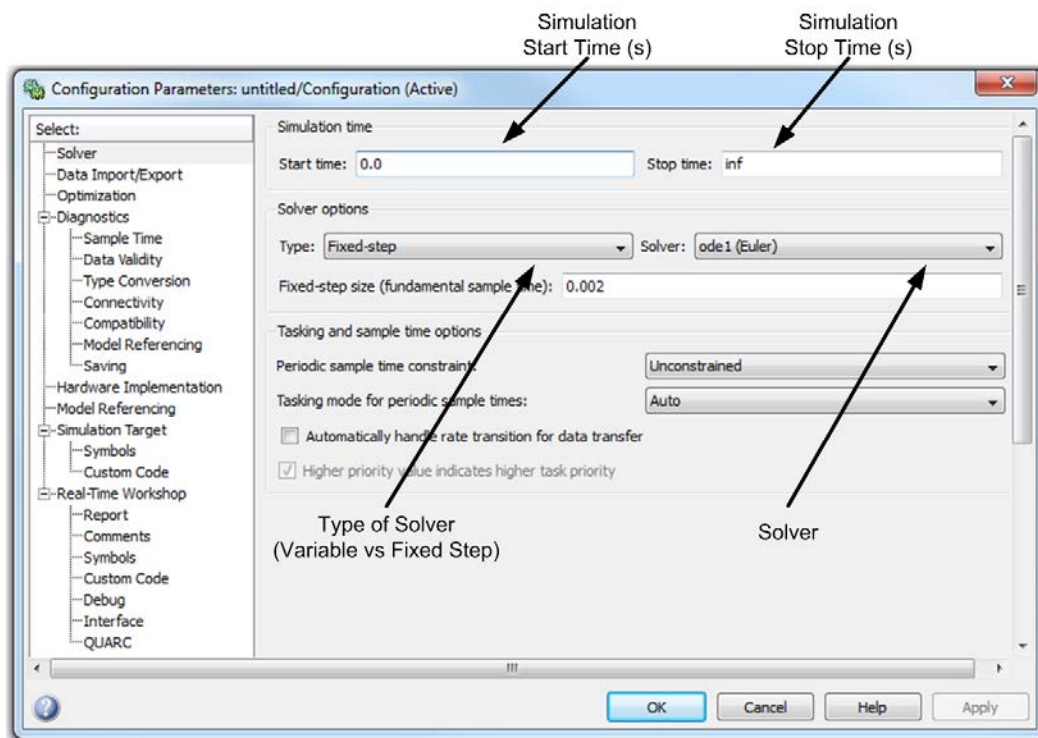 Simulation
Start Time (s)
Simulation
Stop Time (s)
Configuration Parameters: untitled/Configuration (Active)
Select:
Solver
Data Import/Export
Optimization
Diagnostics
Sample Time
Data Validity
Type Conversion
Connectivity
Compatibility
Model Referencing
Saving
Hardware Implementation
Model Referencing
Simulation Target
Symbols
Custom Code
Real-Time Workshop
Report
Comments
Symbols
Custom Code
Debug
Interface
QUARC
Simulation time
Start time: 0.0 Stop time: inf
Solver options
Type: Fixed-step Solver: ode1 (Euler)
Fixed-step size (fundamental sample time): 0.002
Tasking and sample time options
Periodic sample time constraint: Unconstrained
Tasking mode for periodic sample times: Auto
Automatically handle rate transition for data transfer
Higher priority value indicates higher task priority
Type of Solver
(Variable vs Fixed Step)
Solver
OK Cancel Help Apply